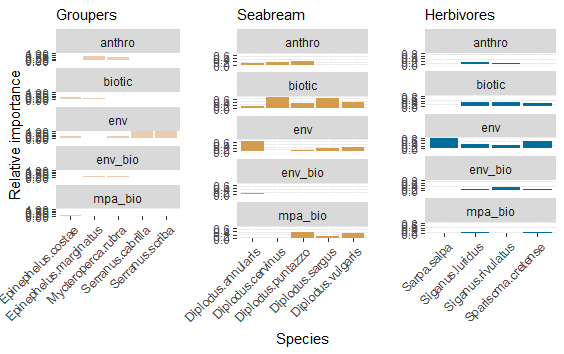 Groupers
Seabream
Herbivores
Relative importance
anthro
biotic
env
env_bio
mpa_bio
Epinephelus.costae
Epinephelus.marginatus
Mycteroperca.rubra
Serranus.cabrilla
Serranus.scriba
anthro
biotic
env
env_bio
mpa_bio
Diplodus.annularis
Diplodus.cervinus
Diplodus.puntazzo
Diplodus.sargus
Diplodus.vulgaris
anthro
biotic
env
env_bio
mpa_bio
Sarpa.salpa
Siganus.luridus
Siganus.rivulatus
Sparisoma.cretense
Species